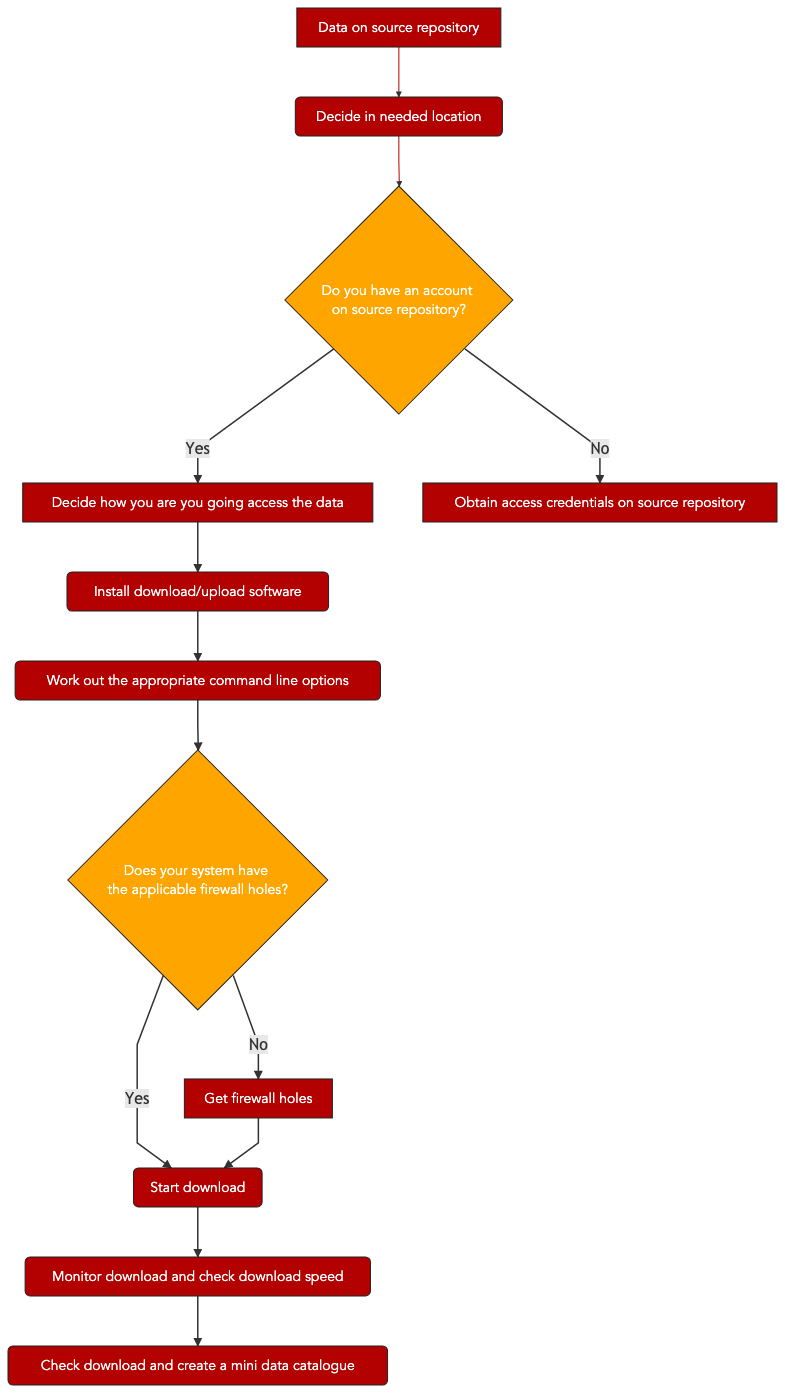 Data on source repository
Decide in needed location
Do you have an account
on source repository?
Yes
No
Decide how you are you going access the data
Obtain access credentials on source repository
Install download/upload software
Work out the appropriate command line options
Does your system have
the applicable firewall holes?
No
Yes
Get firewall holes
Start download
Monitor download and check download speed
Check download and create a mini data catalogue